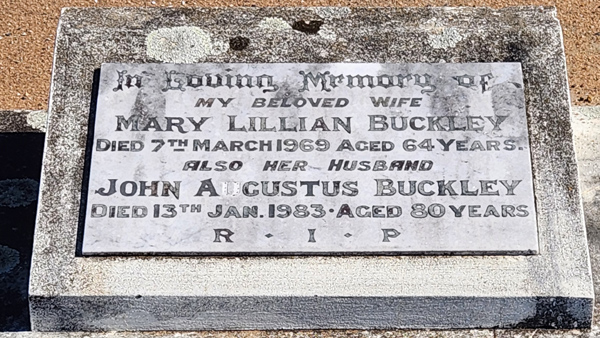 In Loving Memory of
MY BELOVED WIFE
MARY LILLIAN BUCKLEY
DIED 7TH MARCH 1969 AGED 64 YEARS.
ALSO HER HUSBAND
JOHN AUGUSTUS BUCKLEY
DIED 13TH JAN. 1983 · AGED 80 YEARS
R · I · P